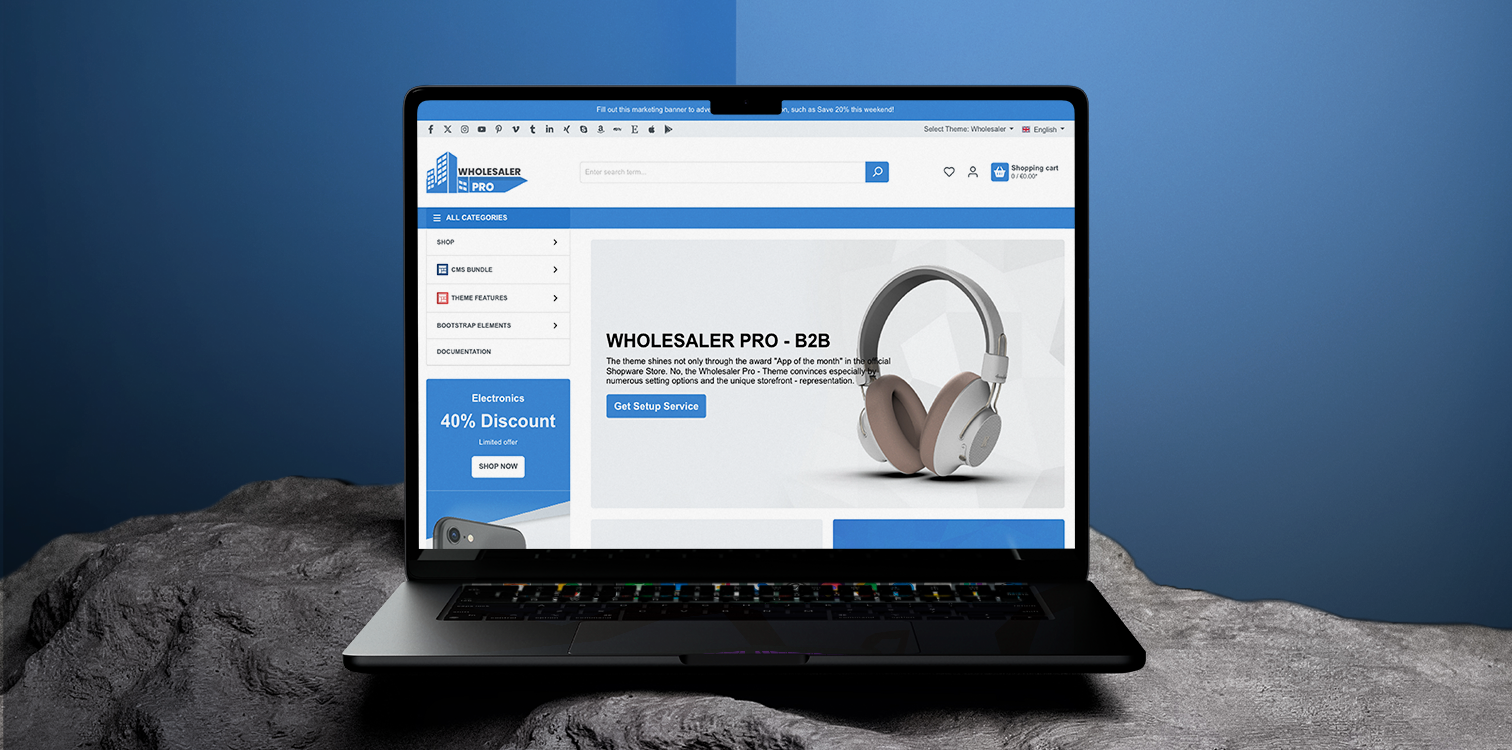 Fill out this marketing banner to adve
n, such as Save 20% this weekend!
Select Theme: Wholesaler
English
WHOLESALER
PRO
Enter search term...
Shopping cart
0 / €0.00*
ALL CATEGORIES
SHOP
CMS BUNDLE
THEME FEATURES
BOOTSTRAP ELEMENTS
DOCUMENTATION
Electronics
40% Discount
Limited offer
SHOP NOW
WHOLESALER PRO - B2B
The theme shines not only through the award "App of the month" in the official
Shopware Store. No, the Wholesaler Pro - Theme convinces especially by
numerous setting options and the unique storefront - representation.
Get Setup Service